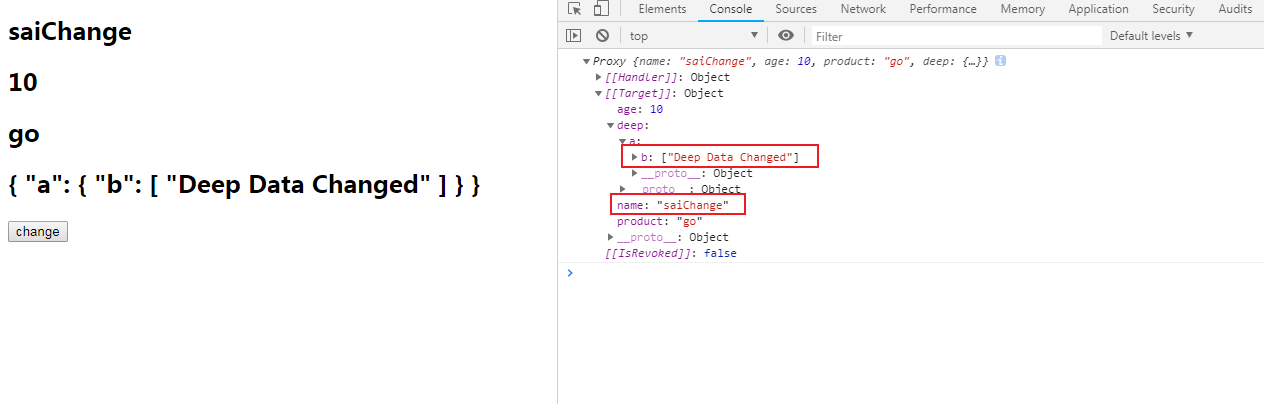 saiChange
10
go
{ "a": { "b": [ "Deep Data Changed" ] } }
change
Elements Console Sources Network Performance Memory Application Security Audits
top Filter Default levels
Proxy {name: "saiChange", age: 10, product: "go", deep: {…}}
[[Handler]]: Object
[[Target]]: Object
age: 10
deep:
a:
b: ["Deep Data Changed"]
__proto__: Object
__proto__: Object
name: "saiChange"
product: "go"
__proto__: Object
[[IsRevoked]]: false